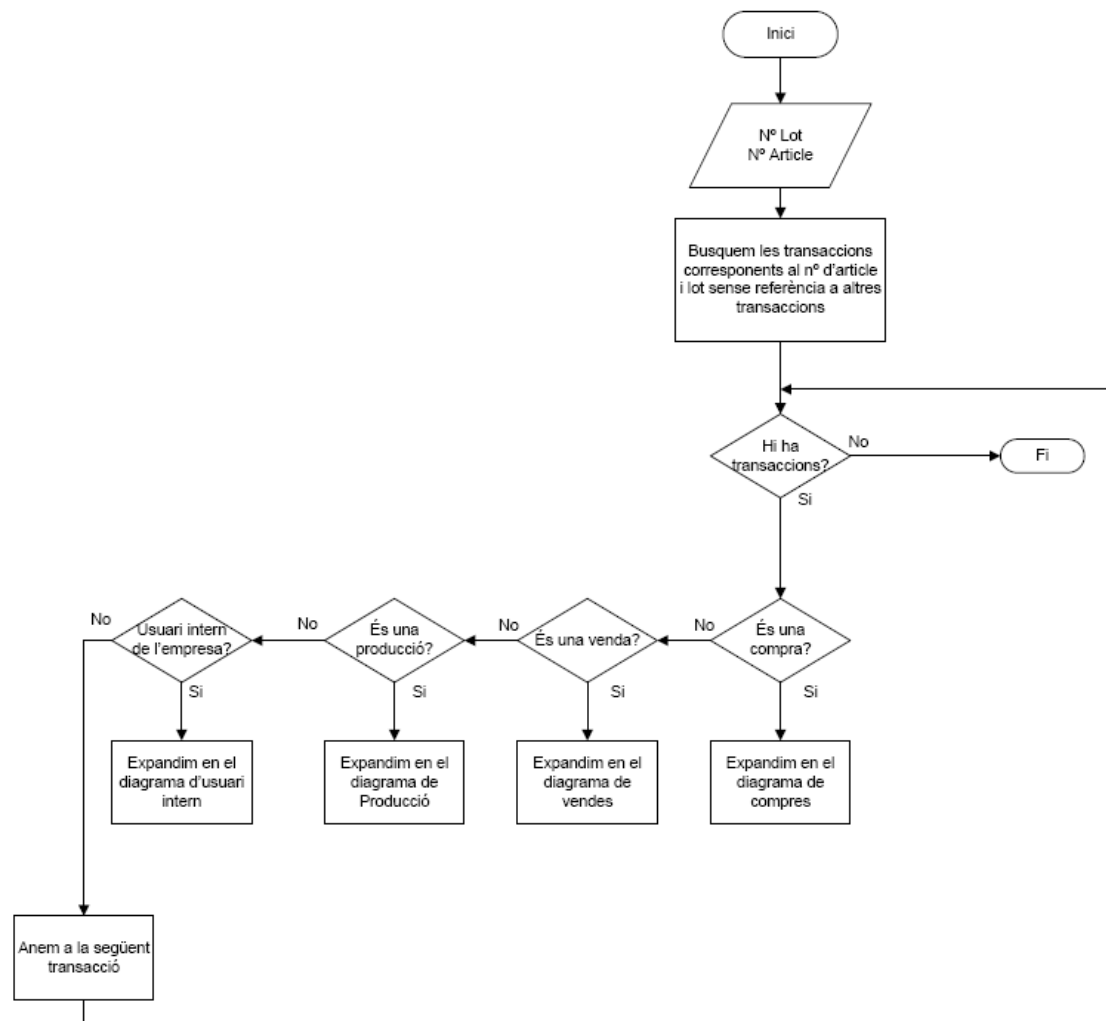 Inici
Nº Lot
Nº Article
Busquem les transaccions
corresponents al nº d'article
i lot sense referència a altres
transaccions
Hi ha
transaccions?
No
Fi
Si
És una
compra?
No
És una venda?
No
És una
producció?
No
Usuari intern
de l'empresa?
No
Si
Si
Si
Si
Expandim en el
diagrama d'usuari
intern
Expandim en el
diagrama de
Producció
Expandim en el
diagrama de
vendes
Expandim en el
diagrama de
compres
Anem a la següent
transacció